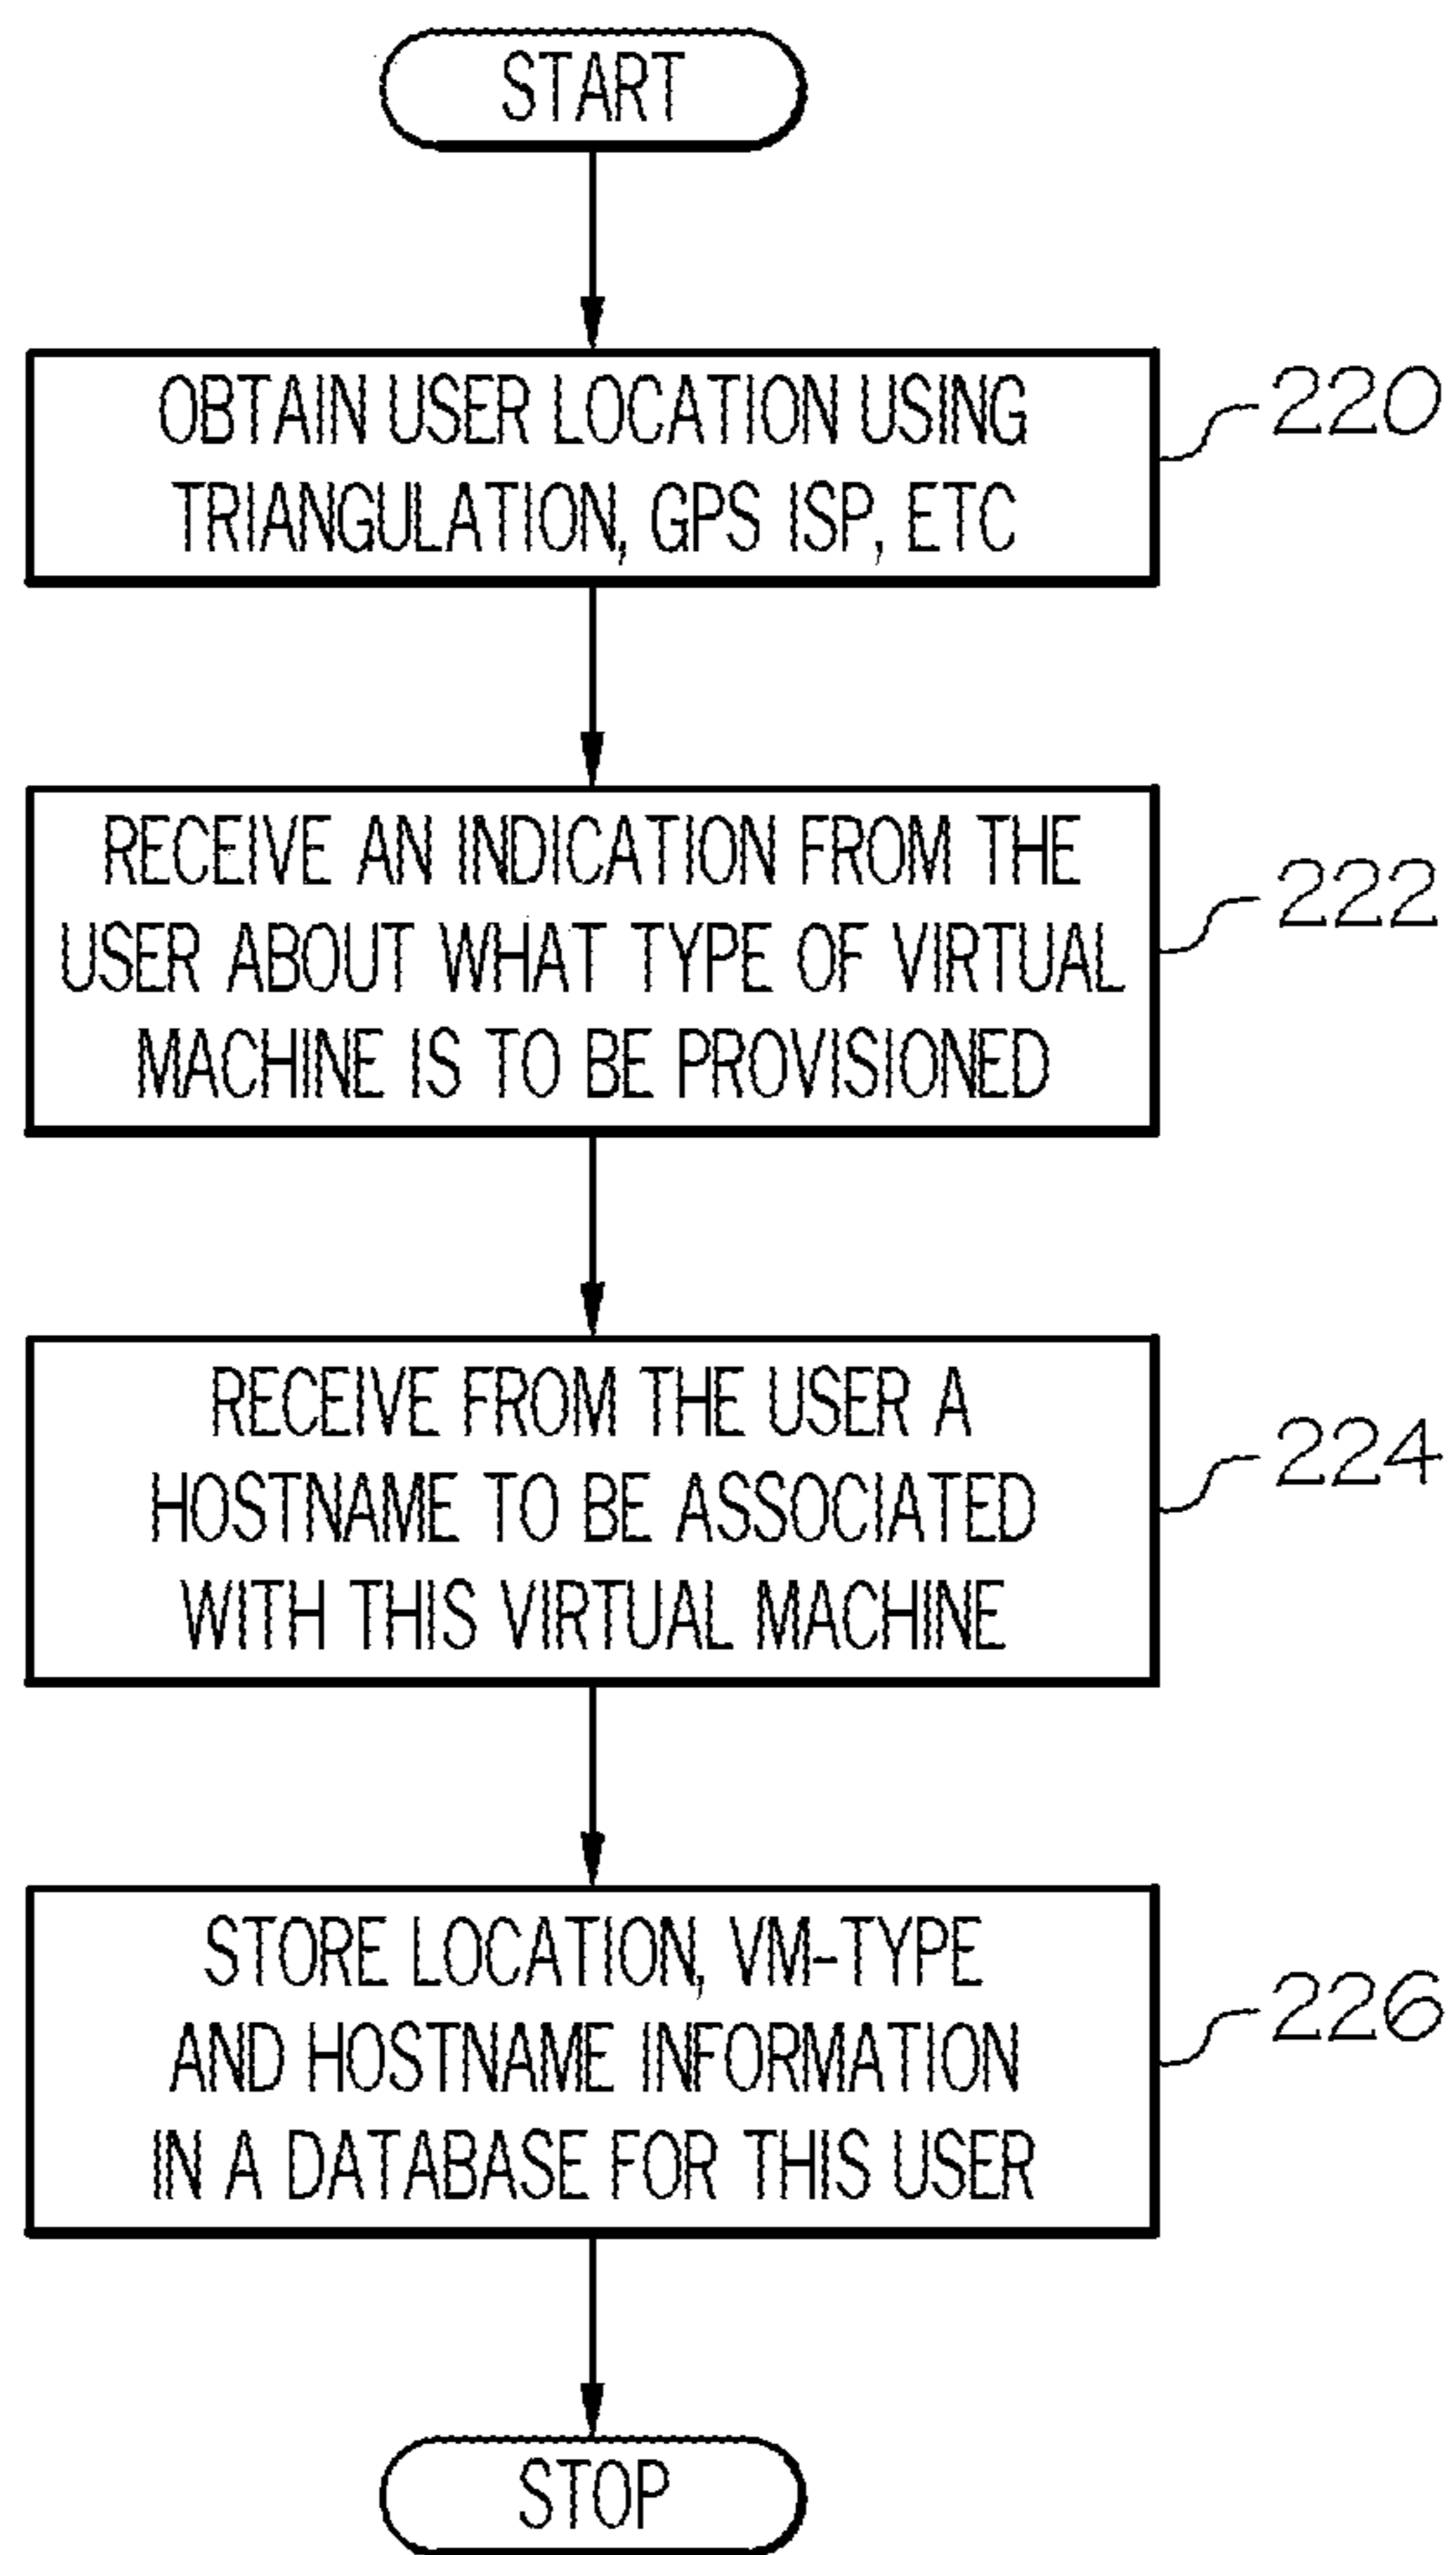 START
OBTAIN USER LOCATION USING
TRIANGULATION, GPS ISP, ETC
220
RECEIVE AN INDICATION FROM THE
USER ABOUT WHAT TYPE OF VIRTUAL
MACHINE IS TO BE PROVISIONED
222
RECEIVE FROM THE USER A
HOSTNAME TO BE ASSOCIATED
WITH THIS VIRTUAL MACHINE
224
STORE LOCATION, VM-TYPE
AND HOSTNAME INFORMATION
IN A DATABASE FOR THIS USER
226
STOP